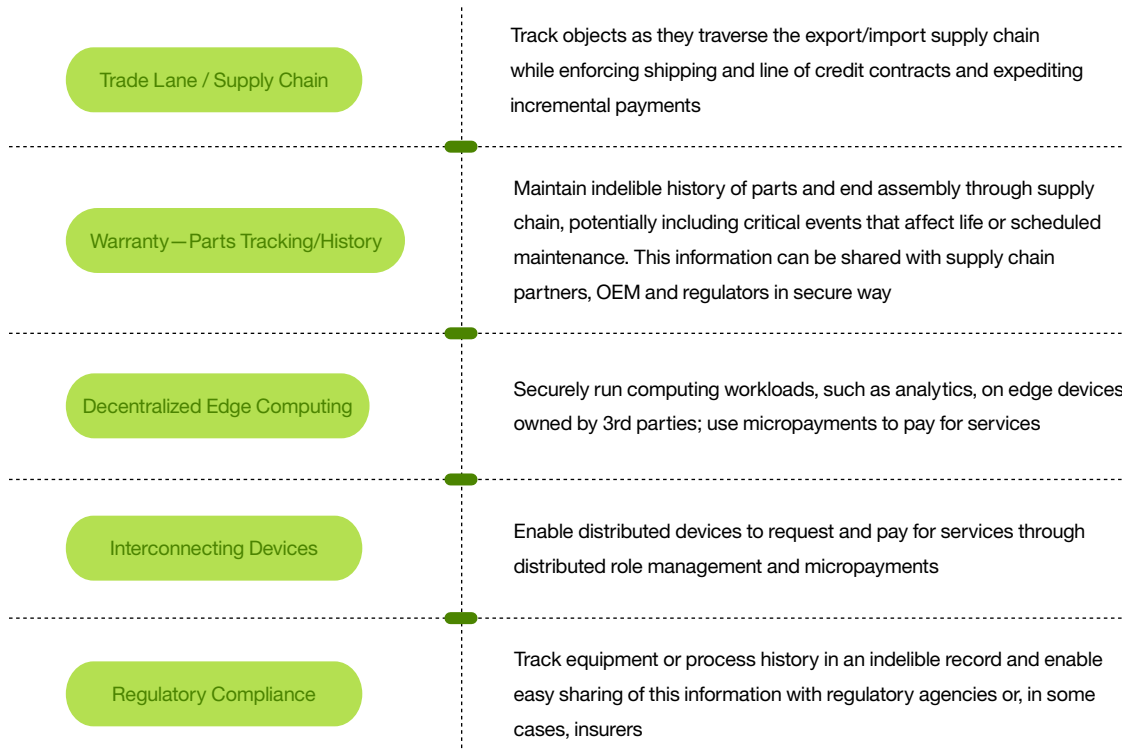 Trade Lane / Supply Chain
Track objects as they traverse the export/import supply chain
while enforcing shipping and line of credit contracts and expediting
incremental payments
Warranty—Parts Tracking/History
Maintain indelible history of parts and end assembly through supply
chain, potentially including critical events that affect life or scheduled
maintenance. This information can be shared with supply chain
partners, OEM and regulators in secure way
Decentralized Edge Computing
Securely run computing workloads, such as analytics, on edge devices
owned by 3rd parties; use micropayments to pay for services
Interconnecting Devices
Enable distributed devices to request and pay for services through
distributed role management and micropayments
Regulatory Compliance
Track equipment or process history in an indelible record and enable
easy sharing of this information with regulatory agencies or, in some
cases, insurers